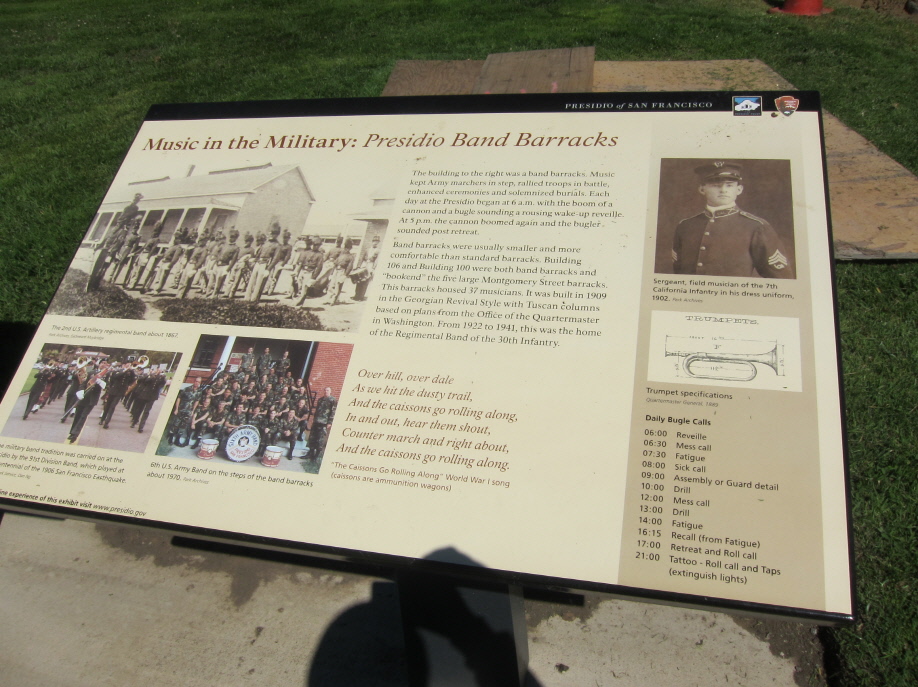 PRESIDIO of SAN FRANCISCO
Music in the Military: Presidio Band Barracks
The building to the right was a band barracks. Music
kept Army marchers in step, rallied troops in battle,
enhanced ceremonies and solemnized burials. Each
day at the Presidio began at 6 a.m. with the boom of a
cannon and a bugle sounding a rousing wake-up reveille.
At 5 p.m. the cannon boomed again and the bugler
sounded post retreat.
Band barracks were usually smaller and more
comfortable than standard barracks. Building
106 and Building 100 were both band barracks and
"bookend" the five large Montgomery Street barracks.
This barracks housed 37 musicians. It was built in 1909
in the Georgian Revival Style with Tuscan columns
based on plans from the Office of the Quartermaster
in Washington. From 1922 to 1941, this was the home
of the Regimental Band of the 30th Infantry.
The 2nd U.S. Artillery regimental band about 1867.
military band tradition was carried on at the
by the 91st Division Band, which played at
of the 1906 San Francisco Earthquake.
6th U.S. Army Band on the steps of the band barracks
about 1970. Park Archives
experience of this exhibit visit www.presidio.gov
Over hill, over dale
As we hit the dusty trail,
And the caissons go rolling along,
In and out, hear them shout,
Counter march and right about,
And the caissons go rolling along.
"The Caissons Go Rolling Along" World War I song
(caissons are ammunition wagons)
Sergeant, field musician of the 7th
California Infantry in his dress uniform,
1902. Park Archives
TRUMPETS.
F
Trumpet specifications
Quartermaster General,
Daily Bugle Calls
06:00 Reveille
06:30 Mess call
07:30 Fatigue
08:00 Sick call
09:00 Assembly or Guard detail
10:00 Drill
12:00 Mess call
13:00 Drill
14:00 Fatigue
16:15 Recall (from Fatigue)
17:00 Retreat and Roll call
21:00 Tattoo - Roll call and Taps
(extinguish lights)